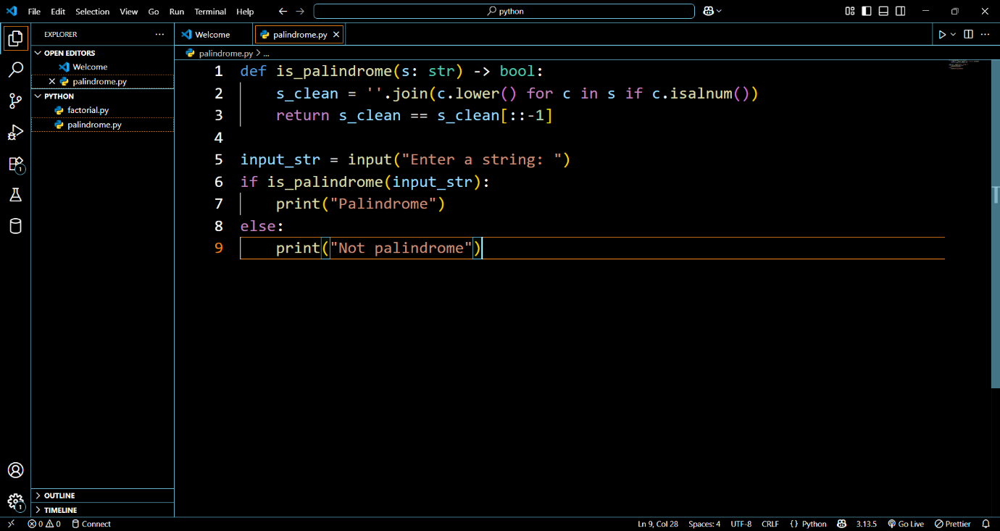 File Edit Selection View Go Run Terminal Help
python
EXPLORER
OPEN EDITORS
Welcome
palindrome.py
PYTHON
factorial.py
palindrome.py
OUTLINE
TIMELINE
Welcome palindrome.py
palindrome.py > ...
1 def is_palindrome(s: str) -> bool:
2     s_clean = ''.join(c.lower() for c in s if c.isalnum())
3     return s_clean == s_clean[::-1]
4
5 input_str = input("Enter a string: ")
6 if is_palindrome(input_str):
7     print("Palindrome")
8 else:
9     print("Not palindrome")
1
1
0 0 Connect Ln 9, Col 28 Spaces: 4 UTF-8 CRLF {} Python 3.13.5 Go Live Prettier